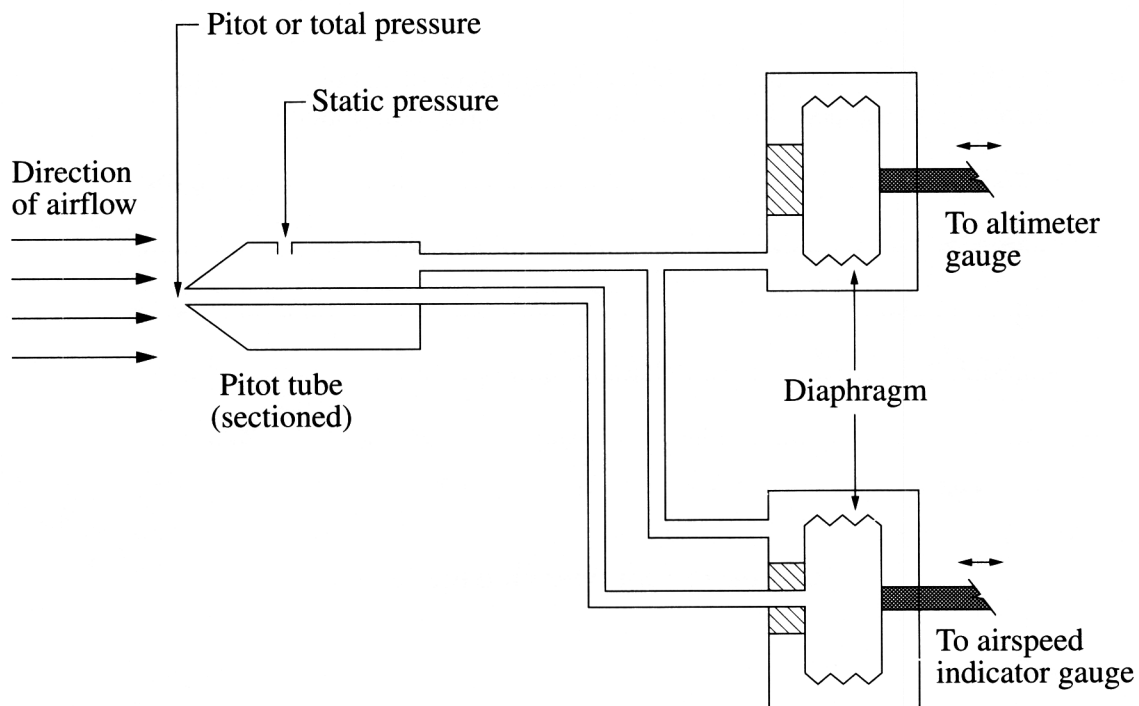 Pitot or total pressure
Static pressure
Direction
of airflow
To altimeter
gauge
Pitot tube
(sectioned)
Diaphragm
To airspeed
indicator gauge